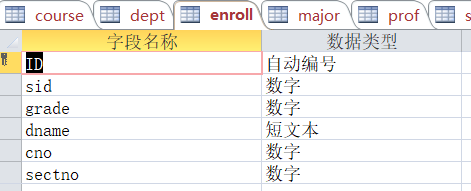 course dept enroll major prof s
字段名称 数据类型
ID 自动编号
sid 数字
grade 数字
dname 短文本
cno 数字
sectno 数字